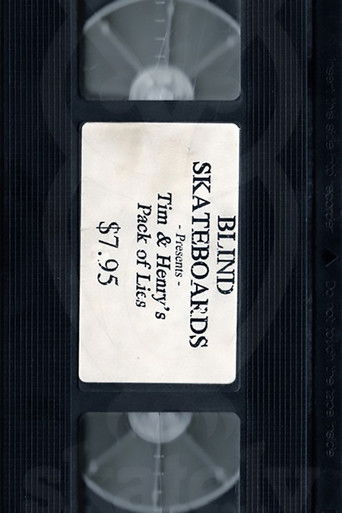 BLIND
SKATEBOARDS
- Presents -
Tim & Henry's
Pack of Lies
$7.95